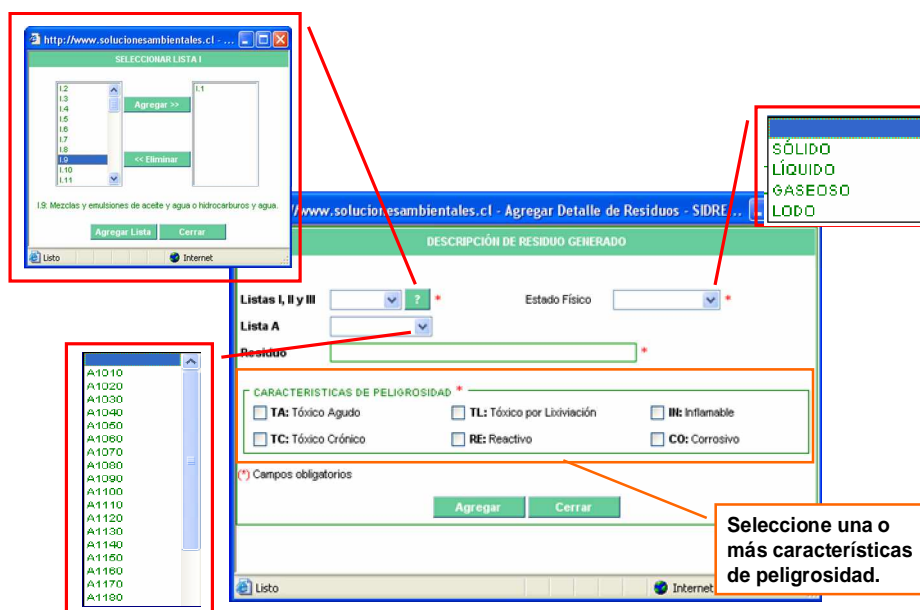 http://www.solucionesambientales.cl - ...
SELECCIONAR LISTA I
I.2
I.3
I.4
I.5
I.6
I.7
I.8
I.9
I.10
I.11
Agregar >>
<< Eliminar
I.1
I.9: Mezclas y emulsiones de aceite y agua o hidrocarburos y agua.
Agregar Lista
Cerrar
Listo
Internet
SÓLIDO
LÍQUIDO
GASEOSO
LODO
/www.solucionesambientales.cl - Agregar Detalle de Residuos - SIDRE...
DESCRIPCIÓN DE RESIDUO GENERADO
Listas I, II y III
? *
Estado Físico
*
Lista A
Residuo
*
CARACTERISTICAS DE PELIGROSIDAD *
TA: Tóxico Agudo
TL: Tóxico por Lixiviación
IN: Inflamable
TC: Tóxico Crónico
RE: Reactivo
CO: Corrosivo
(*) Campos obligatorios
Agregar
Cerrar
Listo
Internet
A1010
A1020
A1030
A1040
A1050
A1060
A1070
A1080
A1090
A1100
A1110
A1120
A1130
A1140
A1150
A1160
A1170
A1180
Seleccione una o
más características
de peligrosidad.